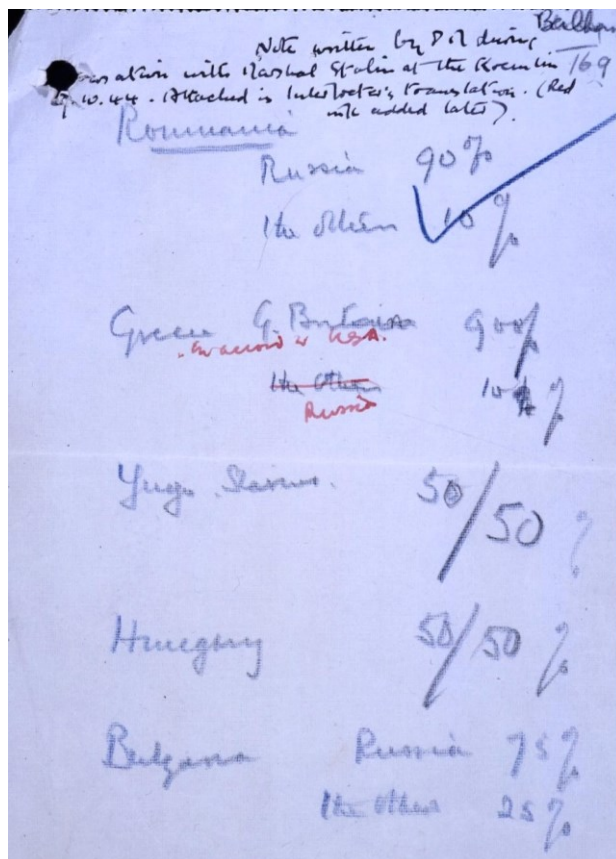 Balkans
Note written by P.M during
conversation with Marshal Stalin at the Kremlin 169
9.10.44. Attached is Interpreter's translation. (Red
ink added later).
Roumania
Russia 90%
the others 10%
Greece G. Britain 90%
in accord w USA.
the Others 10%
Russia
Yugo Slavia. 50/50%
Hungary 50/50%
Bulgaria Russia 75%
the others 25%